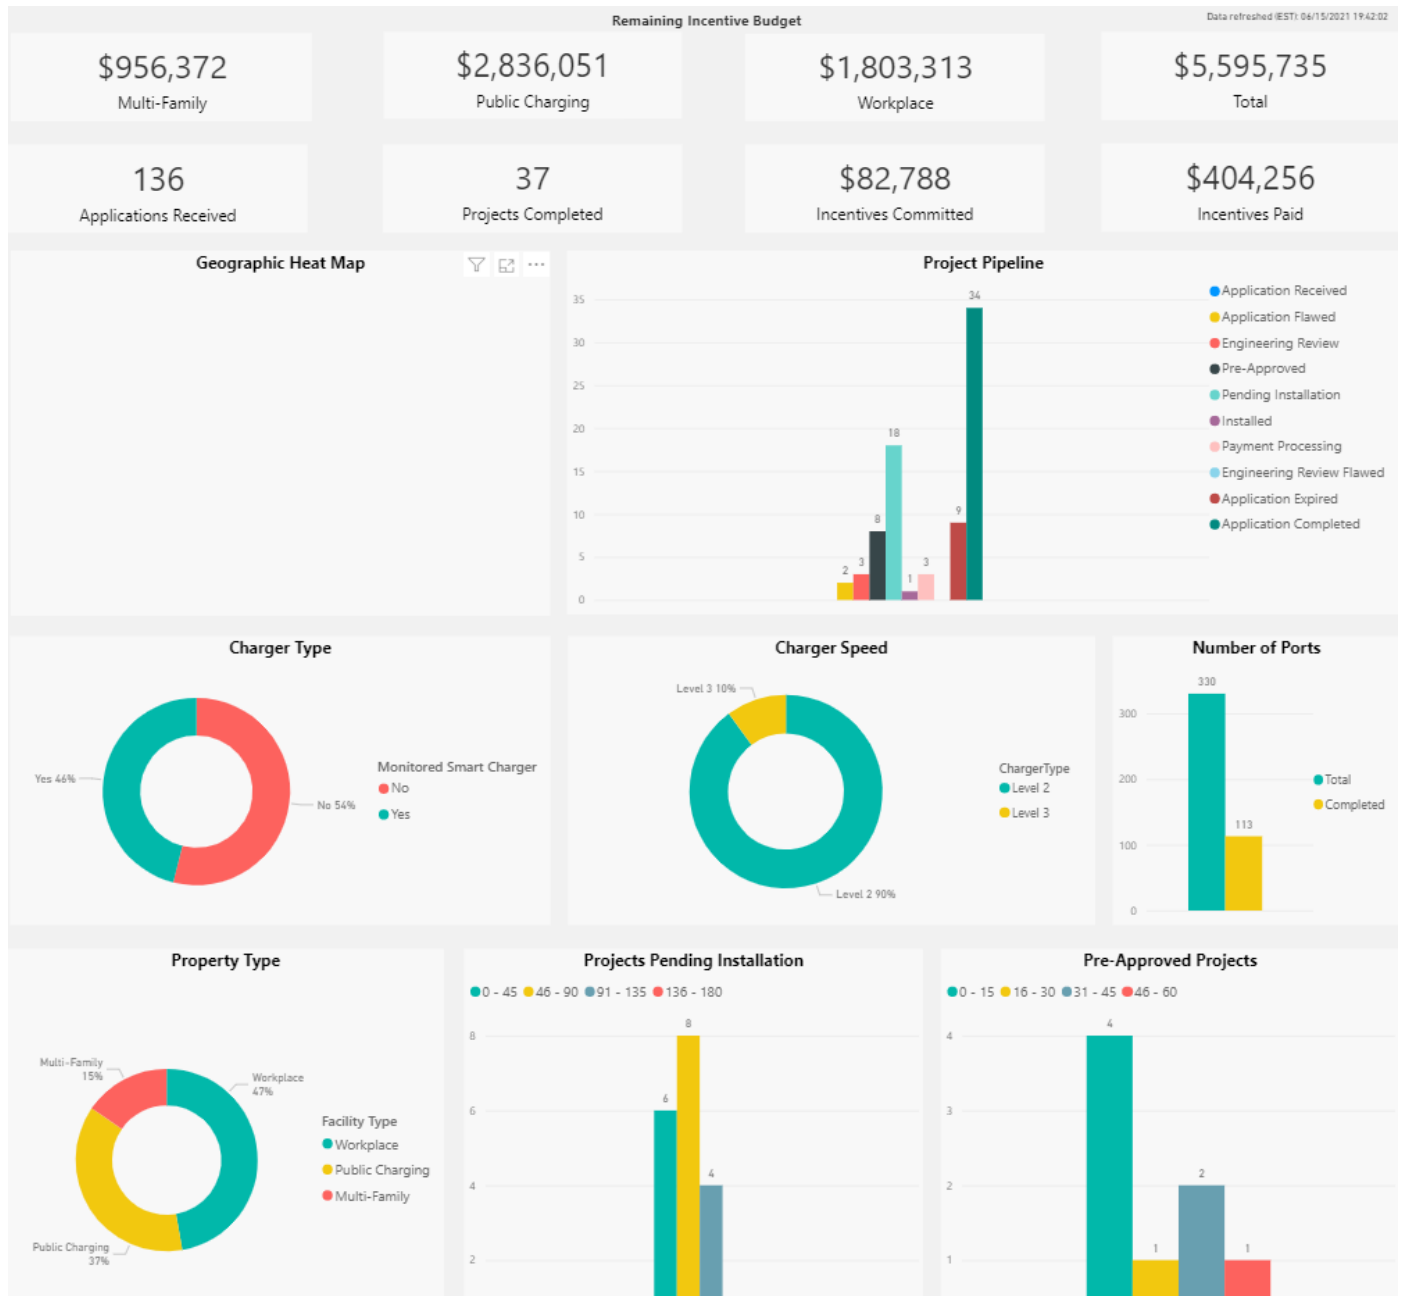 Remaining Incentive Budget
Data refreshed (EST): 06/15/2021 19:42:02
$956,372
Multi-Family
$2,836,051
Public Charging
$1,803,313
Workplace
$5,595,735
Total
136
Applications Received
37
Projects Completed
$82,788
Incentives Committed
$404,256
Incentives Paid
Geographic Heat Map
Project Pipeline
35
30
25
20
15
10
5
0
2
3
8
18
1
3
9
34
Application Received
Application Flawed
Engineering Review
Pre-Approved
Pending Installation
Installed
Payment Processing
Engineering Review Flawed
Application Expired
Application Completed
Charger Type
Yes 46%
No 54%
Monitored Smart Charger
No
Yes
Charger Speed
Level 3 10%
Level 2 90%
ChargerType
Level 2
Level 3
Number of Ports
300
200
100
0
330
113
Total
Completed
Property Type
Multi-Family
15%
Workplace
47%
Public Charging
37%
Facility Type
Workplace
Public Charging
Multi-Family
Projects Pending Installation
0 - 45 46 - 90 91 - 135 136 - 180
8
6
4
2
6
8
4
Pre-Approved Projects
0 - 15 16 - 30 31 - 45 46 - 60
4
3
2
1
4
1
2
1